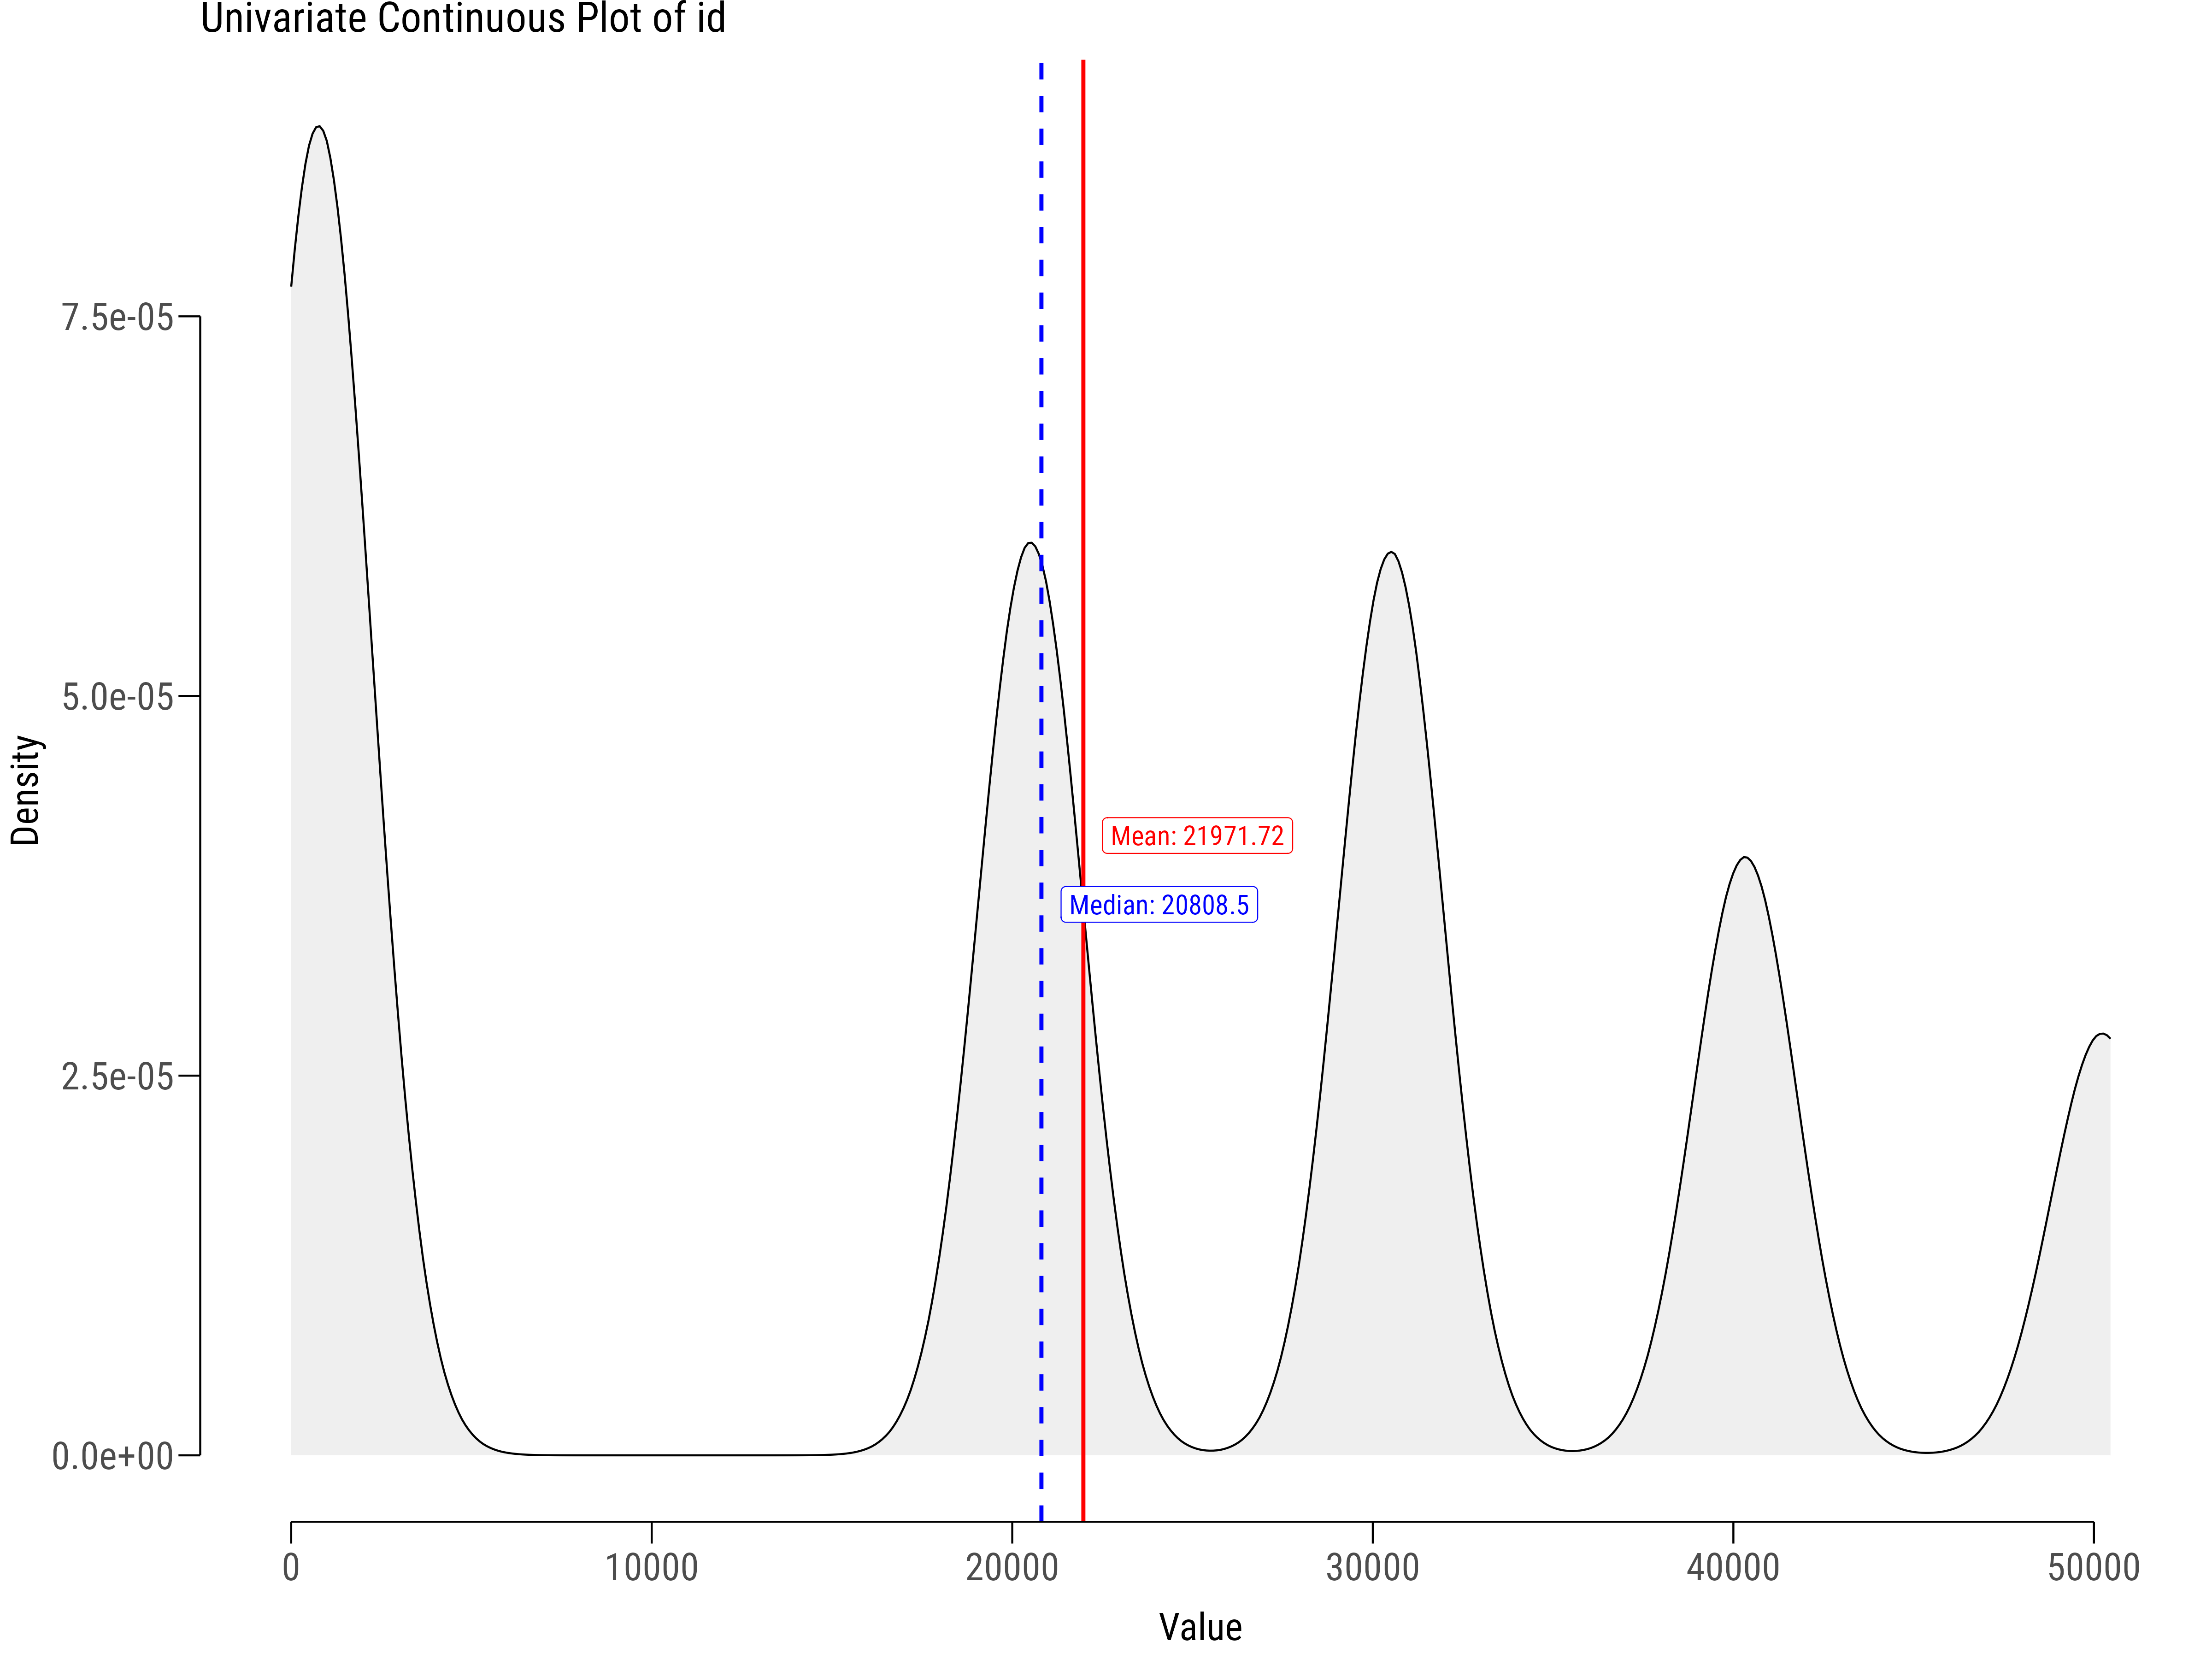 Univariate Continuous Plot of id
7.5e-05
5.0e-05
2.5e-05
0.0e+00
Density
Mean: 21971.72
Median: 20808.5
0 10000 20000 30000 40000 50000
Value